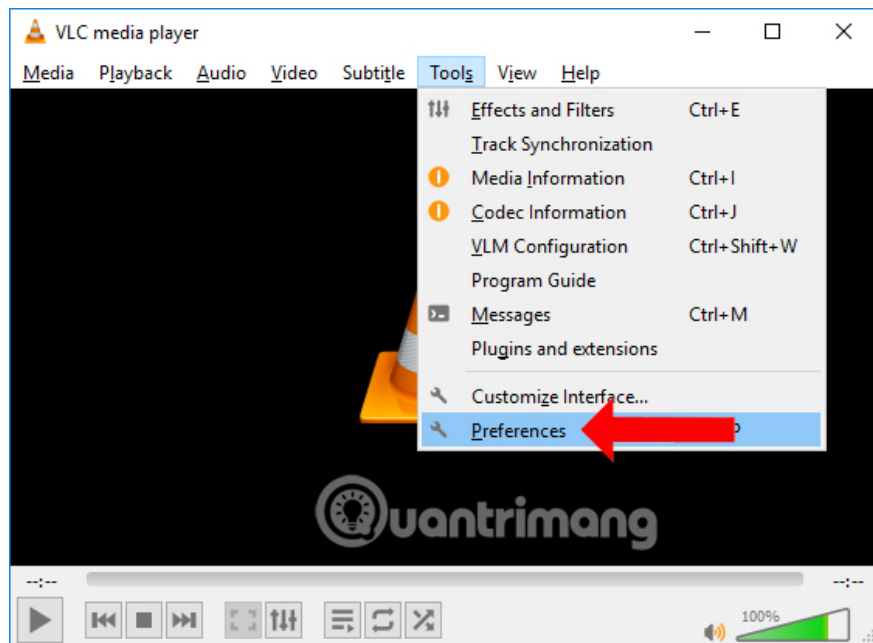 VLC media player
Media Playback Audio Video Subtitle Tools View Help
Effects and Filters Ctrl+E
Track Synchronization
Media Information Ctrl+I
Codec Information Ctrl+J
VLM Configuration Ctrl+Shift+W
Program Guide
Messages Ctrl+M
Plugins and extensions
Customize Interface...
Preferences
Quantrimang
--:-- --:--
100%